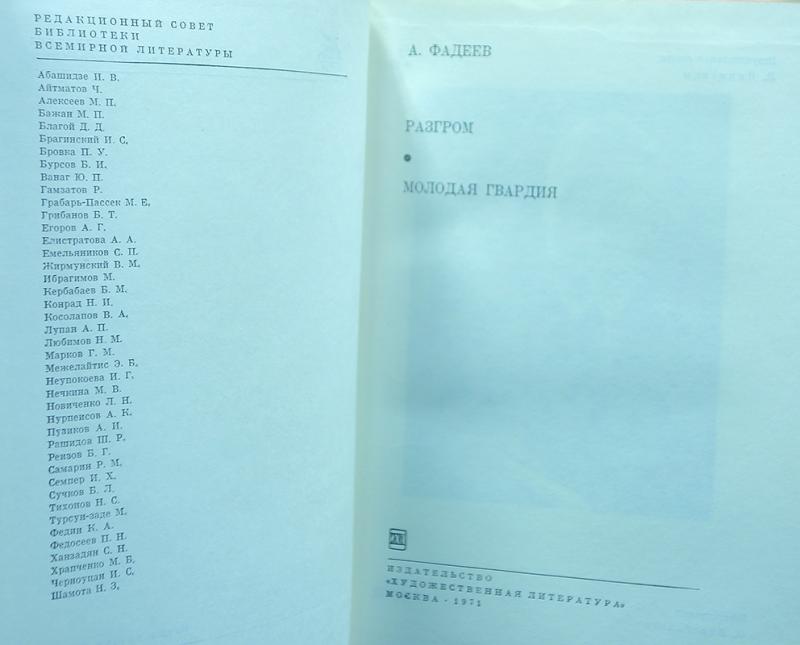 РЕДАКЦИОННЫЙ СОВЕТ
БИБЛИОТЕКИ
ВСЕМИРНОЙ ЛИТЕРАТУРЫ
Абашидзе И. В.
Айтматов Ч.
Алексеев М. П.
Бажан М. П.
Благой Д. Д.
Брагинский И. С.
Бровка П. У.
Бурсов Б. И.
Ванаг Ю. П.
Гамзатов Р.
Грабарь-Пассек М. Е.
Грибанов Б. Т.
Егоров А. Г.
Елистратова А. А.
Емельяников С. П.
Жирмунский В. М.
Ибрагимов М.
Кербабаев Б. М.
Конрад Н. И.
Косолапов В. А.
Лупан А. П.
Любимов Н. М.
Марков Г. М.
Межелайтис Э. Б.
Неупокоева И. Г.
Нечкина М. В.
Новиченко Л. Н.
Нурпеисов А. К.
Пузиков А. И.
Рашидов Ш. Р.
Реизов Б. Г.
Самарин Р. М.
Семпер И. Х.
Сучков Б. Л.
Тихонов Н. С.
Турсун-заде М.
Федин К. А.
Федосеев П. Н.
Ханзадян С. Н.
Храпченко М. Б.
Черноуцан И. С.
Шамота Н. З.
А. ФАДЕЕВ
РАЗГРОМ
•
МОЛОДАЯ ГВАРДИЯ
ИЗДАТЕЛЬСТВО
«ХУДОЖЕСТВЕННАЯ ЛИТЕРАТУРА»
МОСКВА · 1971